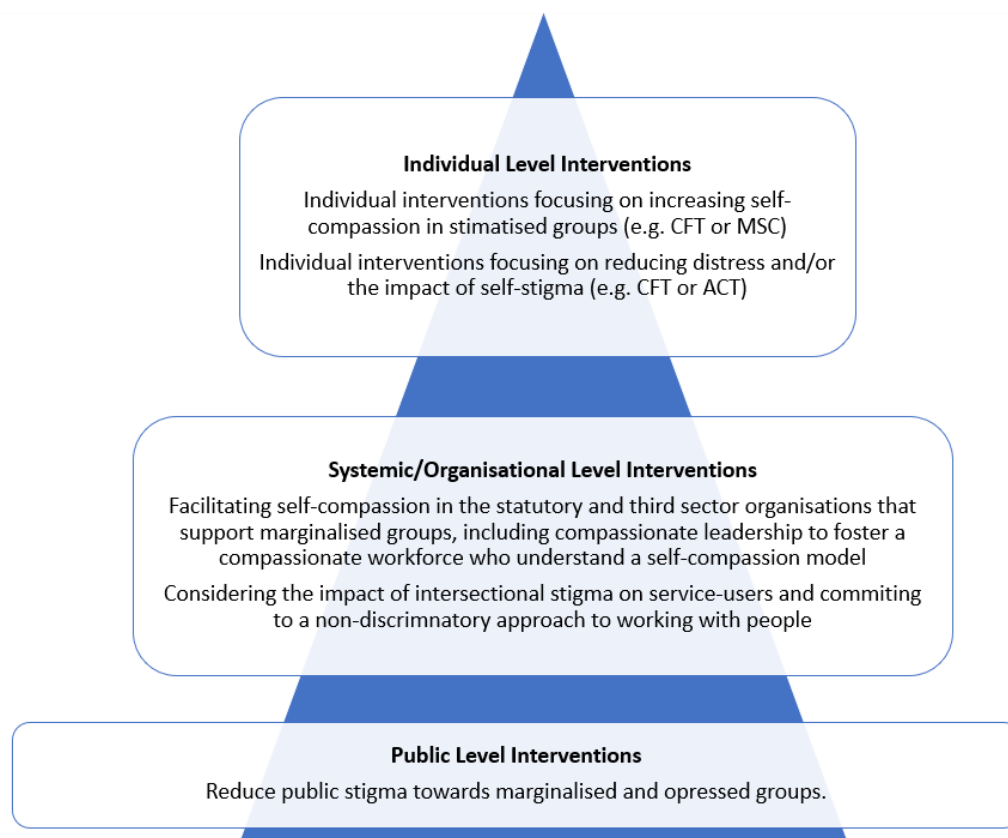 Individual Level Interventions
Individual interventions focusing on increasing self-
compassion in stimatised groups (e.g. CFT or MSC)
Individual interventions focusing on reducing distress and/or
the impact of self-stigma (e.g. CFT or ACT)
Systemic/Organisational Level Interventions
Facilitating self-compassion in the statutory and third sector organisations that
support marginalised groups, including compassionate leadership to foster a
compassionate workforce who understand a self-compassion model
Considering the impact of intersectional stigma on service-users and commiting
to a non-discrimnatory approach to working with people
Public Level Interventions
Reduce public stigma towards marginalised and opressed groups.